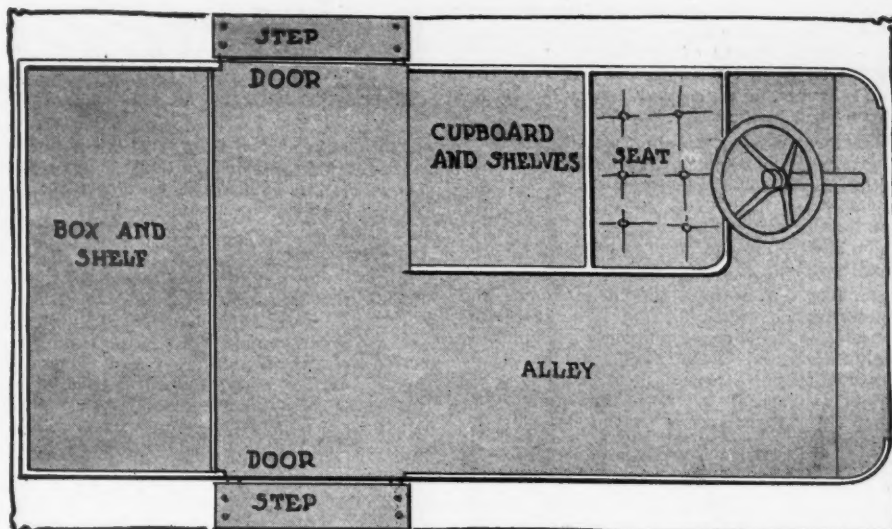 STEP
DOOR
CUPBOARD
AND SHELVES
SEAT
BOX AND
SHELF
ALLEY
DOOR
STEP